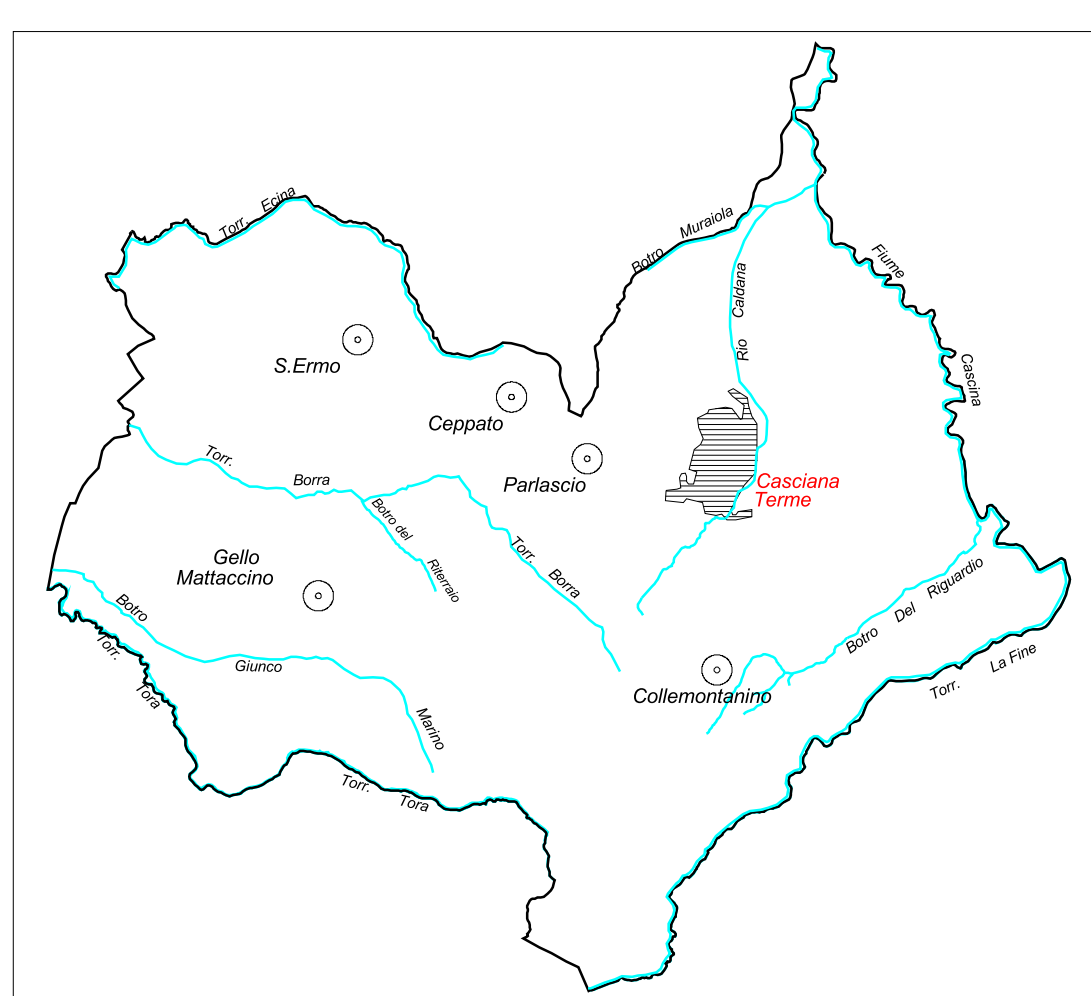 Torr. Ecina
Botro Muraiola
Fiume
Cascina
Rio Caldana
S.Ermo
Ceppato
Parlascio
Casciana
Terme
Torr. Borra
Botro del
Riterraio
Torr. Borra
Gello
Mattaccino
Botro Giunco Marino
Torr. Tora
Botro Del Riguardio
Collemontanino
Torr. La Fine
Torr. Tora